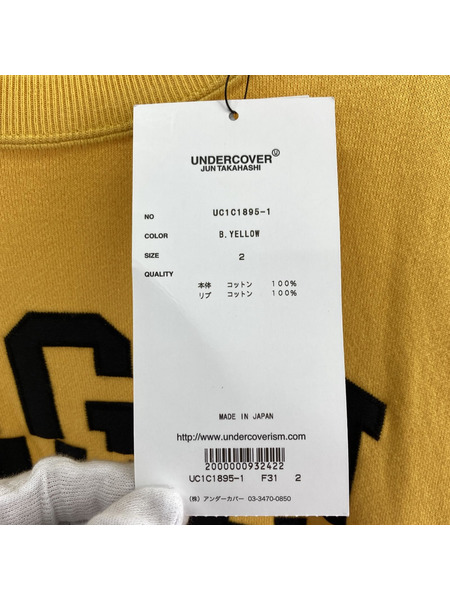 UNDERCOVER Ⓤ
JUN TAKAHASHI
NO UC1C1895-1
COLOR B.YELLOW
SIZE 2
QUALITY
本体 コットン 100%
リブ コットン 100%
MADE IN JAPAN
http://www.undercoverism.com/
2000000932422
UC1C1895-1 F31 2
(株) アンダーカバー 03-3470-0850